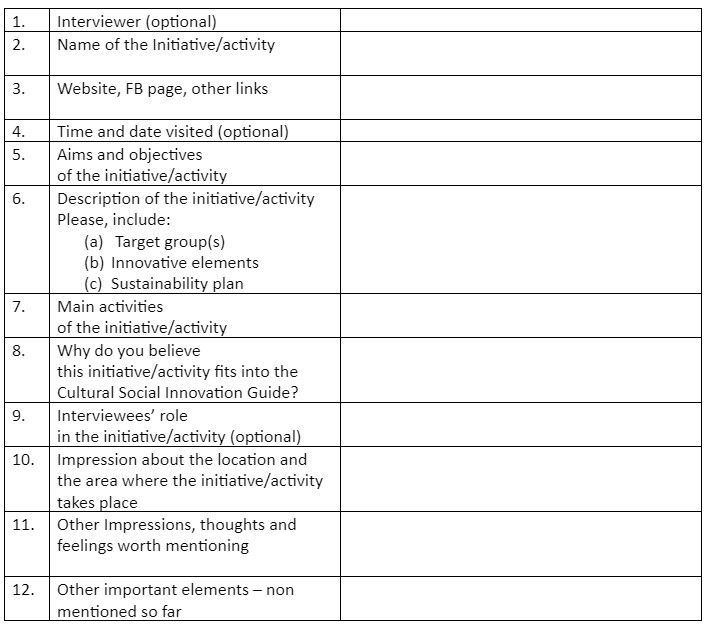 1. Interviewer (optional)
2. Name of the Initiative/activity
3. Website, FB page, other links
4. Time and date visited (optional)
5. Aims and objectives
of the initiative/activity
6. Description of the initiative/activity
Please, include:
(a) Target group(s)
(b) Innovative elements
(c) Sustainability plan
7. Main activities
of the initiative/activity
8. Why do you believe
this initiative/activity fits into the
Cultural Social Innovation Guide?
9. Interviewees’ role
in the initiative/activity (optional)
10. Impression about the location and
the area where the initiative/activity
takes place
11. Other Impressions, thoughts and
feelings worth mentioning
12. Other important elements – non
mentioned so far